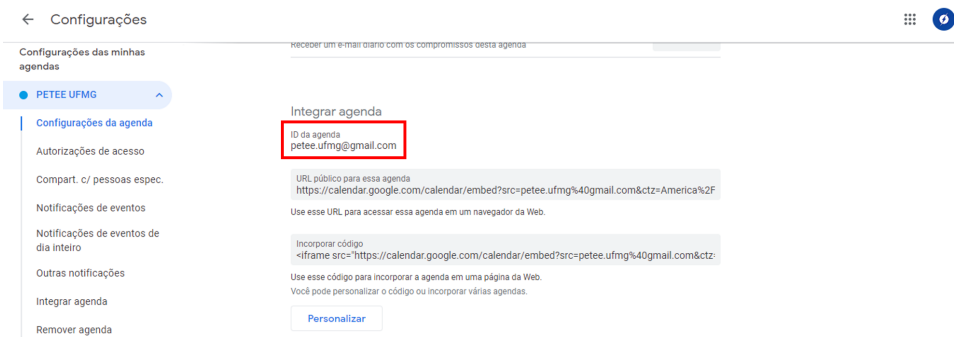 Configurações
Configurações das minhas
agendas
PETEE UFMG
Configurações da agenda
Autorizações de acesso
Compart. c/ pessoas espec.
Notificações de eventos
Notificações de eventos de
dia inteiro
Outras notificações
Integrar agenda
Remover agenda
Receber um e-mail diário com os compromissos desta agenda
Integrar agenda
ID da agenda
petee.ufmg@gmail.com
URL público para essa agenda
https://calendar.google.com/calendar/embed?src=petee.ufmg%40gmail.com&ctz=America%2F
Use esse URL para acessar essa agenda em um navegador da Web.
Incorporar código
<iframe src="https://calendar.google.com/calendar/embed?src=petee.ufmg%40gmail.com&ctz:
Use esse código para incorporar a agenda em uma página da Web.
Você pode personalizar o código ou incorporar várias agendas.
Personalizar